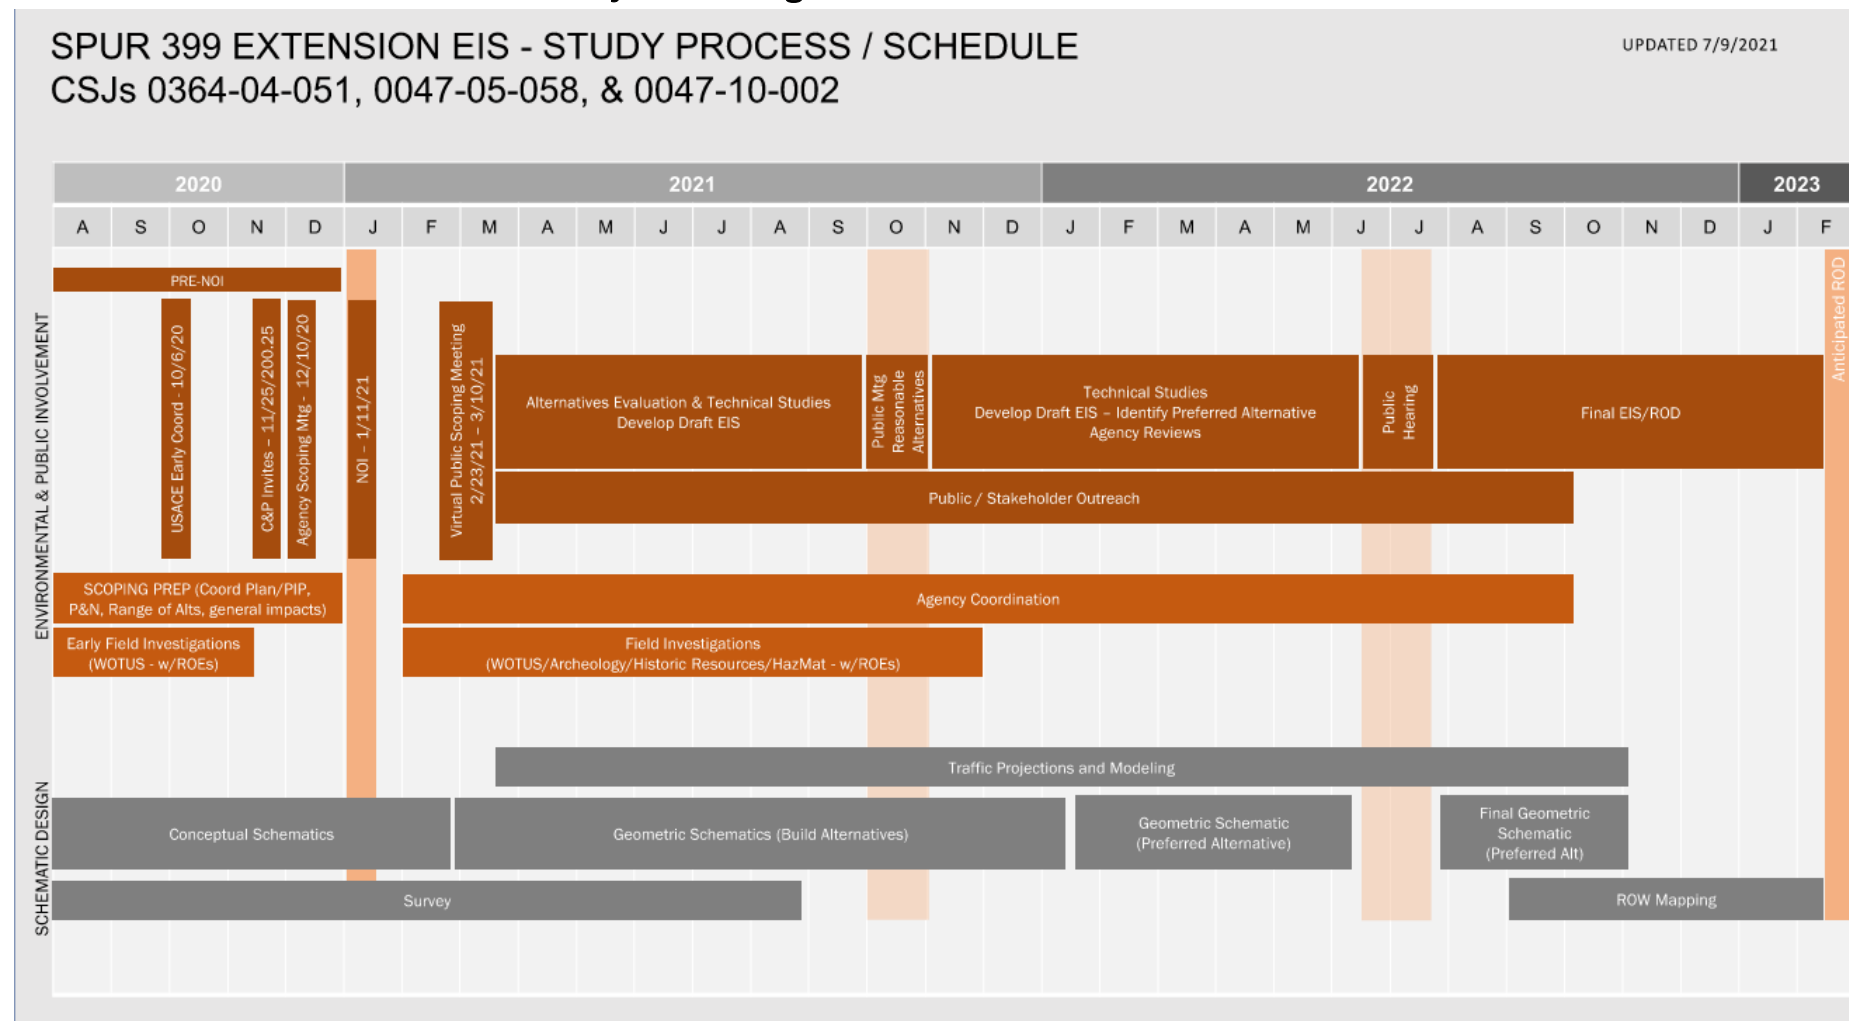 SPUR 399 EXTENSION EIS - STUDY PROCESS / SCHEDULE
CSJs 0364-04-051, 0047-05-058, & 0047-10-002
UPDATED 7/9/2021
2020 2021 2022 2023
A S O N D J F M A M J J A S O N D J F M A M J J A S O N D J F
ENVIRONMENTAL & PUBLIC INVOLVEMENT
PRE-NOI
USACE Early Coord - 10/6/20
C&P Invites – 11/25/200.25
Agency Scoping Mtg - 12/10/20
NOI – 1/11/21
Virtual Public Scoping Meeting
2/23/21 – 3/10/21
Alternatives Evaluation & Technical Studies
Develop Draft EIS
Public Mtg
Reasonable
Alternatives
Technical Studies
Develop Draft EIS – Identify Preferred Alternative
Agency Reviews
Public
Hearing
Final EIS/ROD
Anticipated ROD
Public / Stakeholder Outreach
SCOPING PREP (Coord Plan/PIP,
P&N, Range of Alts, general impacts)
Agency Coordination
Early Field Investigations
(WOTUS - w/ROEs)
Field Investigations
(WOTUS/Archeology/Historic Resources/HazMat - w/ROEs)
SCHEMATIC DESIGN
Traffic Projections and Modeling
Conceptual Schematics
Geometric Schematics (Build Alternatives)
Geometric Schematic
(Preferred Alternative)
Final Geometric
Schematic
(Preferred Alt)
Survey
ROW Mapping